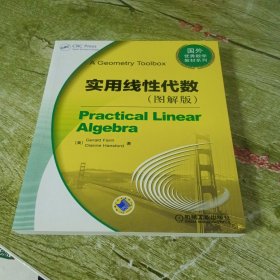 CRC Press
国外
优秀数学
教材系列
A Geometry Toolbox
实用线性代数
(图解版)
Practical Linear
Algebra
[美] Gerald Farin
Dianne Hansford 著
机械工业出版社